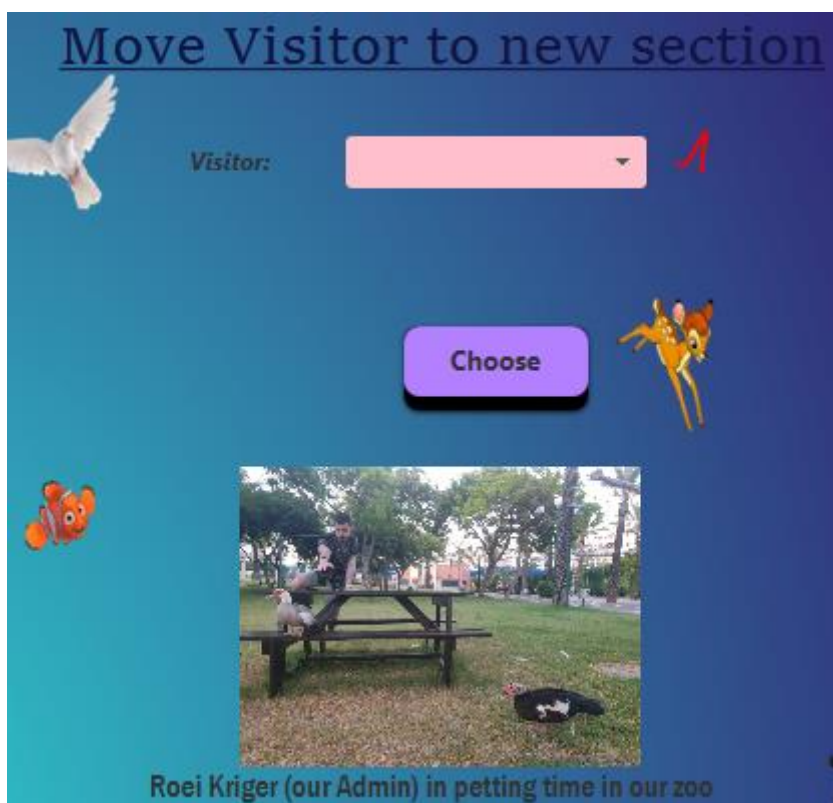 Move Visitor to new section
Visitor:
Choose
Roei Kriger (our Admin) in petting time in our zoo